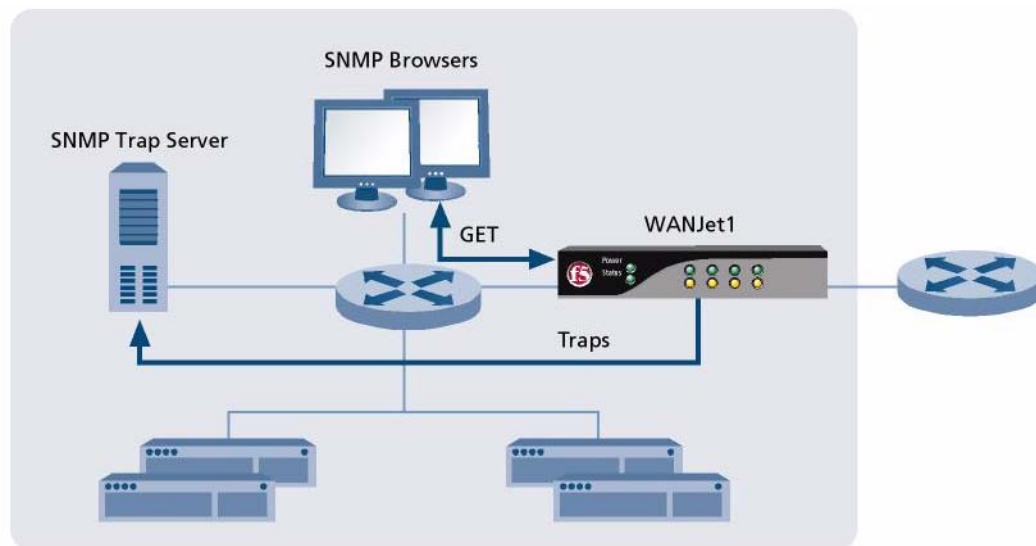 SNMP Browsers
SNMP Trap Server
GET
WANJet1
Power
Status
f5
Traps